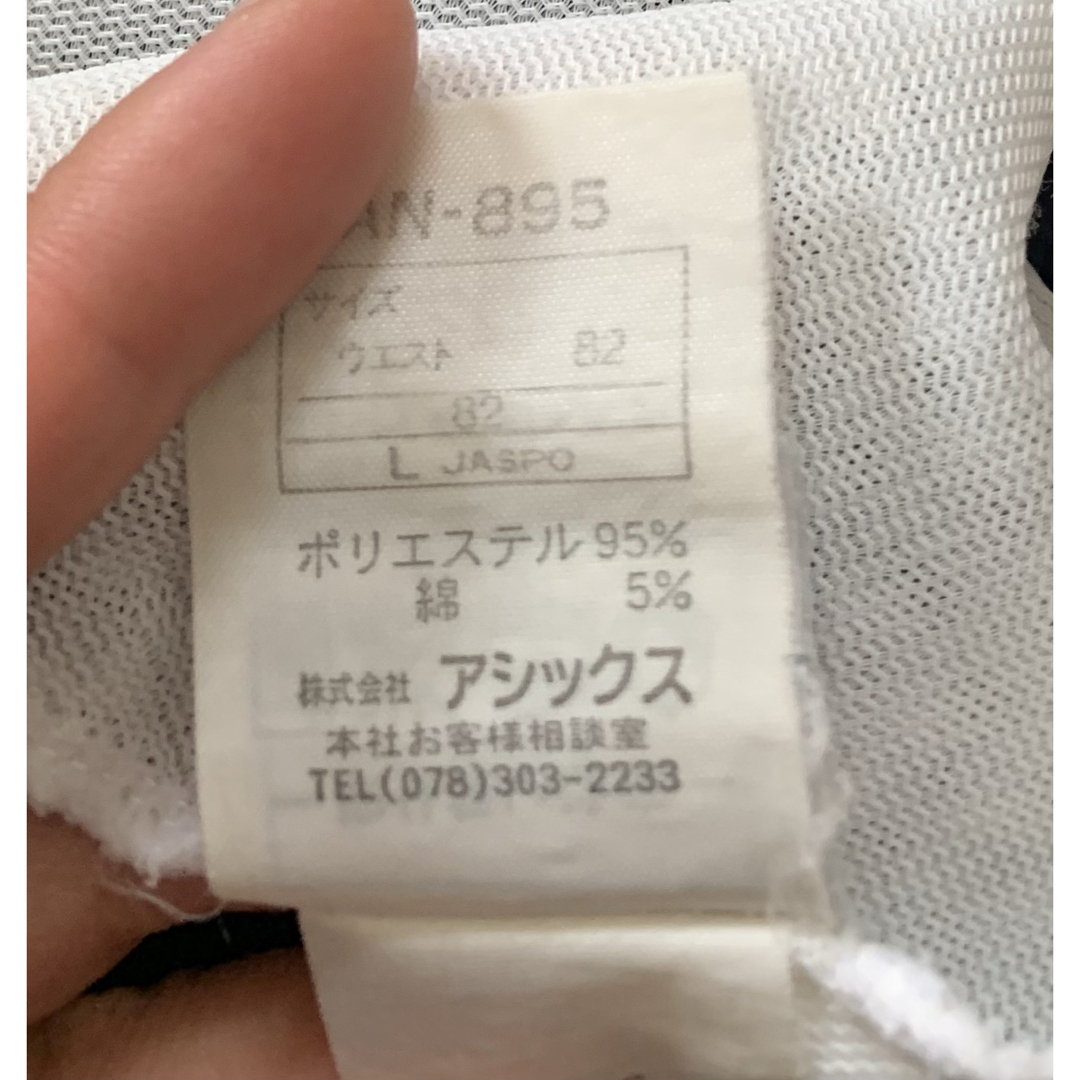 AN-895
サイズ
ウエスト 82
82
L JASPO
ポリエステル 95%
綿 5%
株式会社 アシックス
本社お客様相談室
TEL(078)303-2233